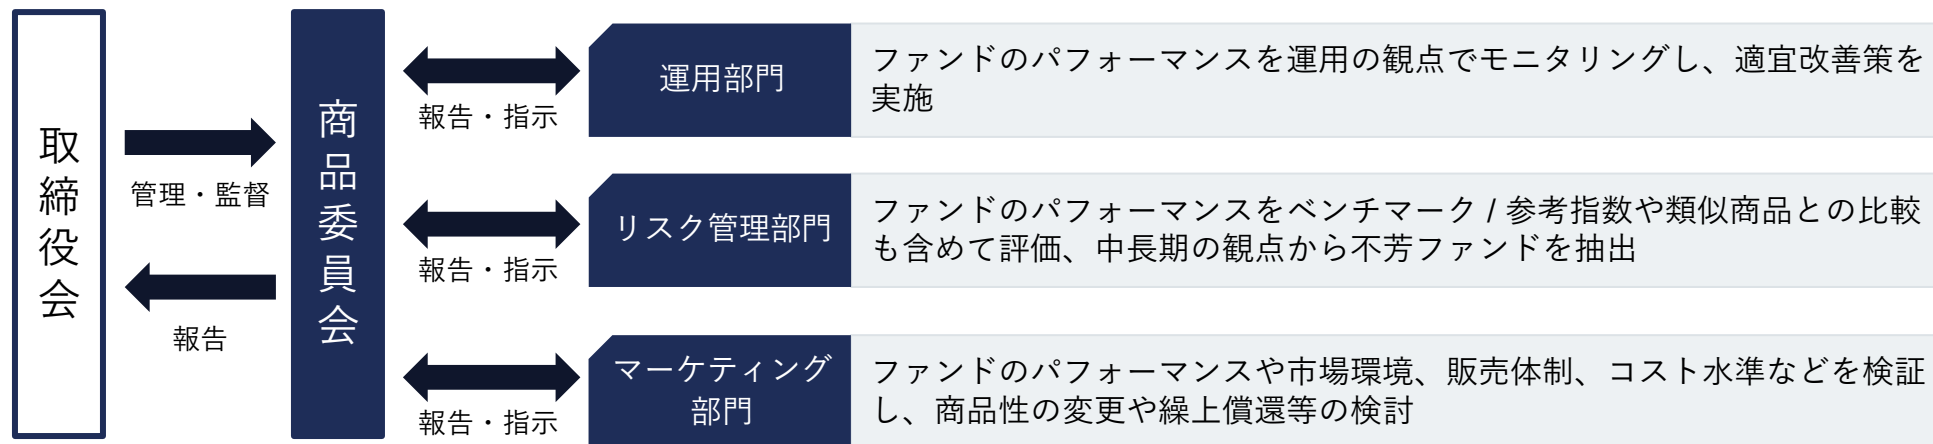 取締役会
管理・監督
報告
商品委員会
報告・指示
運用部門
ファンドのパフォーマンスを運用の観点でモニタリングし、適宜改善策を
実施
報告・指示
リスク管理部門
ファンドのパフォーマンスをベンチマーク / 参考指数や類似商品との比較
も含めて評価、中長期の観点から不芳ファンドを抽出
報告・指示
マーケティング
部門
ファンドのパフォーマンスや市場環境、販売体制、コスト水準などを検証
し、商品性の変更や繰上償還等の検討